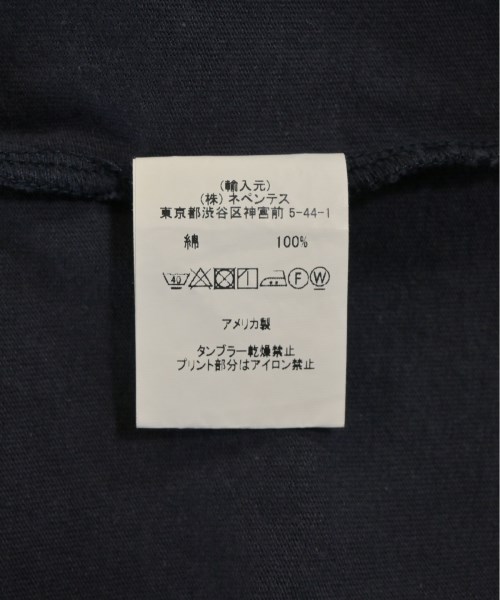 (輸入元)
(株) ネペンテス
東京都渋谷区神宮前 5-44-1
綿 100%
40 F W
アメリカ製
タンブラー乾燥禁止
プリント部分はアイロン禁止